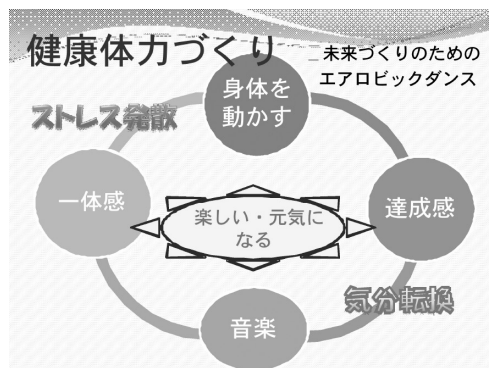 健康体力づくり
未来づくりのための
エアロビックダンス
身体を
動かす
ストレス発散
一体感
楽しい・元気に
なる
達成感
気分転換
音楽